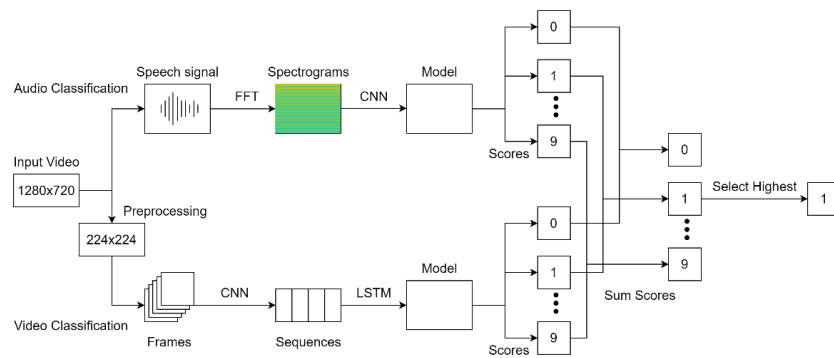 Audio Classification
Speech signal
FFT
Spectrograms
CNN
Model
Scores
0
1
9
Input Video
1280x720
Preprocessing
224x224
Video Classification
Frames
CNN
Sequences
LSTM
Model
Scores
0
1
9
Sum Scores
0
1
9
Select Highest
1